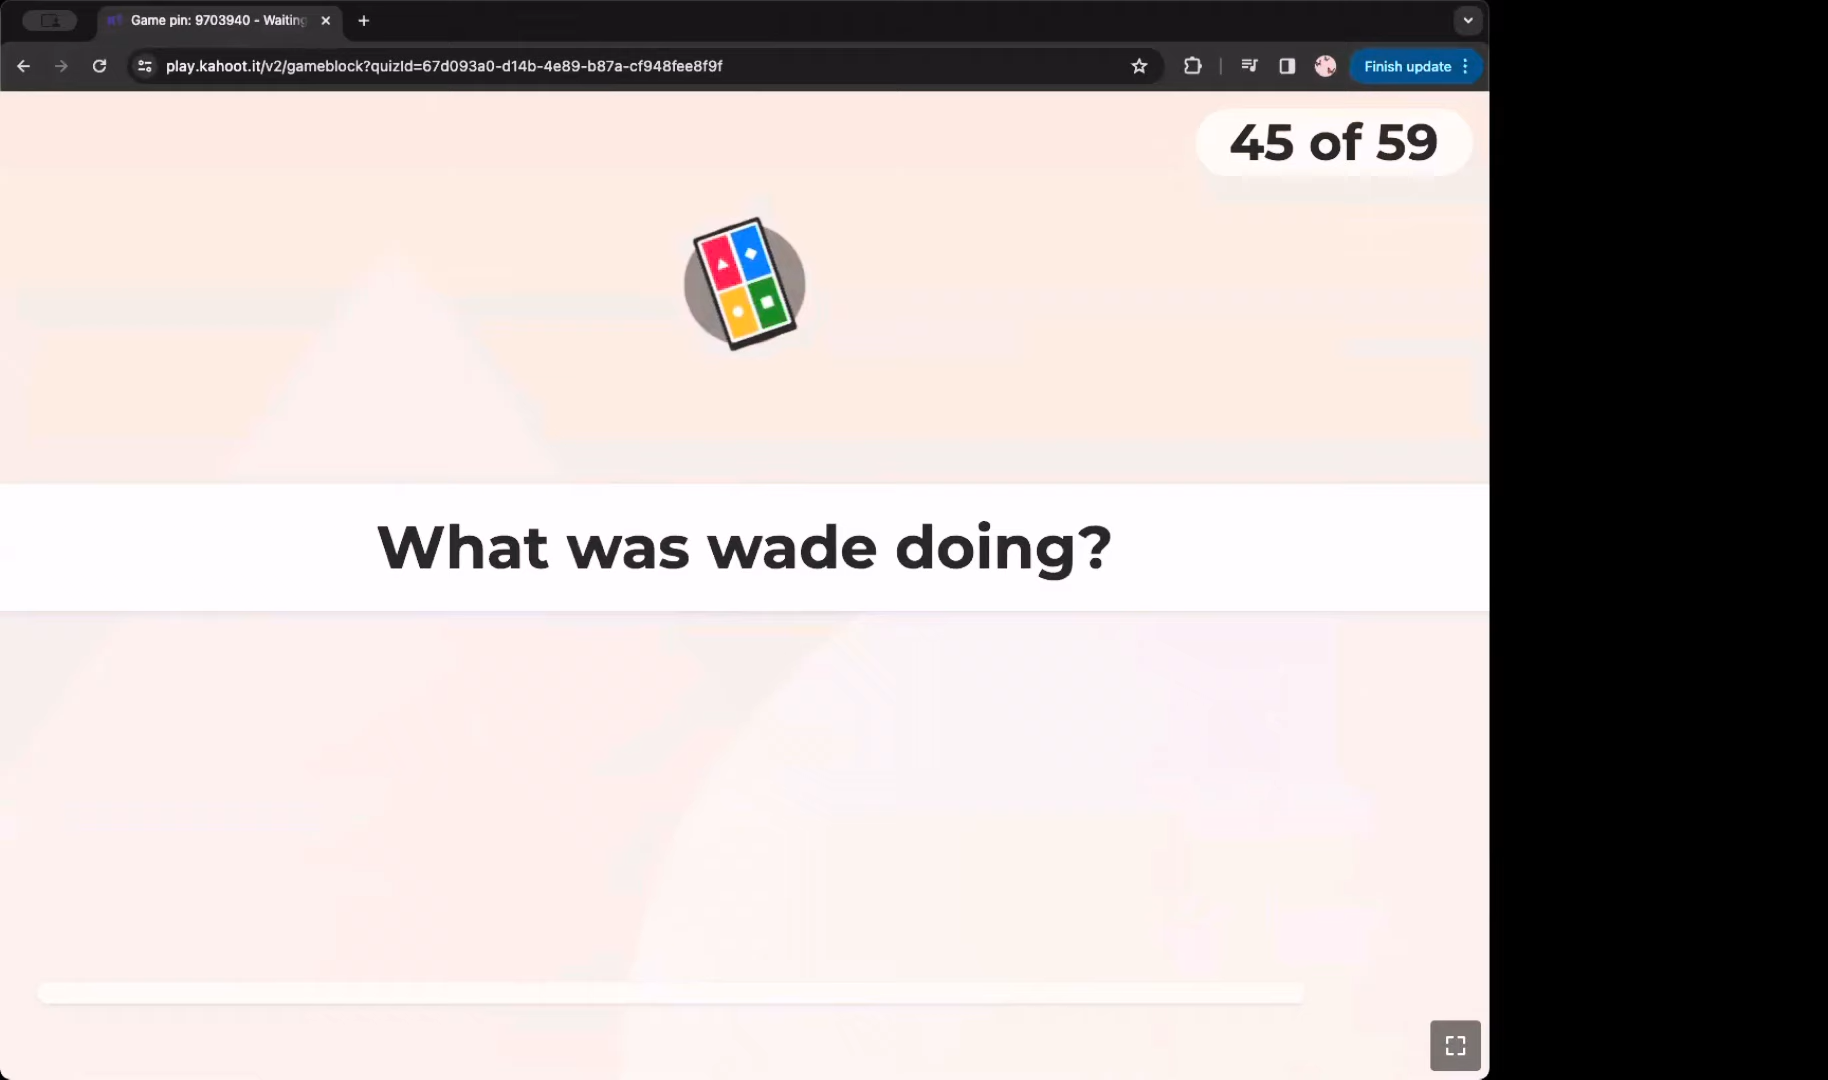 Game pin: 9703940 - Waiting
play.kahoot.it/v2/gameblock?quizId=67d093a0-d14b-4e89-b87a-cf948fee8f9f
Finish update
45 of 59
What was wade doing?